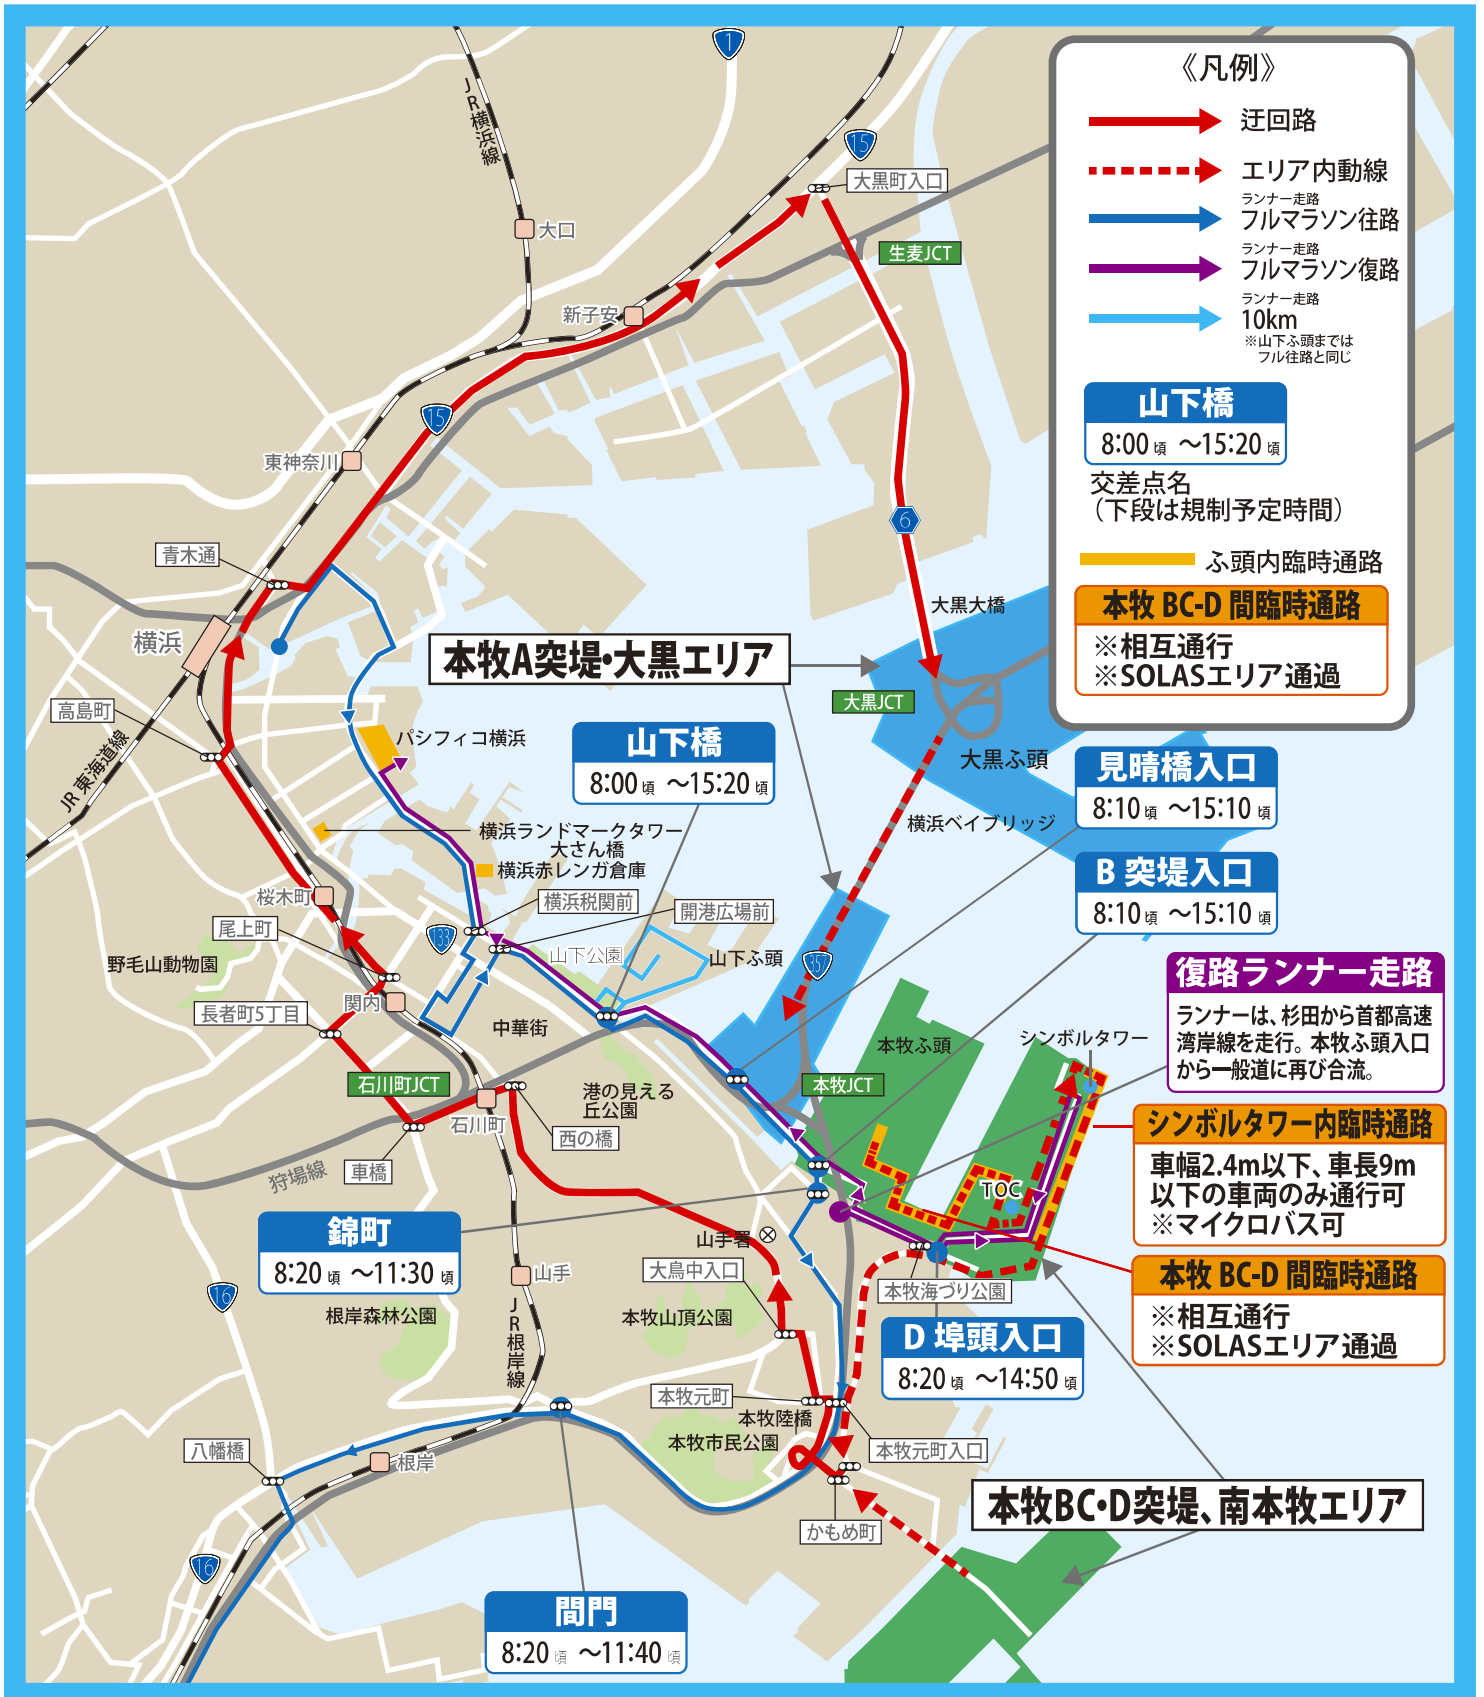 《凡例》
迂回路
エリア内動線
ランナー走路
フルマラソン往路
ランナー走路
フルマラソン復路
ランナー走路
10km
※山下ふ頭までは
フル往路と同じ
山下橋
8:00頃 ～15:20頃
交差点名
（下段は規制予定時間）
ふ頭内臨時通路
本牧 BC-D 間臨時通路
※相互通行
※SOLASエリア通過
1
15
JR横浜線
大黒町入口
大口
生麦JCT
新子安
15
東神奈川
6
青木通
大黒大橋
横浜
本牧A突堤・大黒エリア
大黒JCT
高島町
パシフィコ横浜
山下橋
8:00頃 ～15:20頃
大黒ふ頭
見晴橋入口
8:10頃 ～15:10頃
JR東海道線
横浜ランドマークタワー
大さん橋
横浜赤レンガ倉庫
横浜ベイブリッジ
B 突堤入口
8:10頃 ～15:10頃
桜木町
横浜税関前
開港広場前
尾上町
133
山下公園
山下ふ頭
357
野毛山動物園
関内
長者町5丁目
中華街
復路ランナー走路
ランナーは、杉田から首都高速
湾岸線を走行。本牧ふ頭入口
から一般道に再び合流。
本牧ふ頭
シンボルタワー
石川町JCT
港の見える
丘公園
本牧JCT
石川町
西の橋
車橋
狩場線
シンボルタワー内臨時通路
車幅2.4m以下、車長9m
以下の車両のみ通行可
※マイクロバス可
TOC
錦町
8:20頃 ～11:30頃
山手署
山手
大鳥中入口
本牧海づり公園
本牧 BC-D 間臨時通路
※相互通行
※SOLASエリア通過
16
根岸森林公園
JR根岸線
本牧山頂公園
D 埠頭入口
8:20頃 ～14:50頃
本牧元町
本牧陸橋
本牧市民公園
本牧元町入口
八幡橋
根岸
本牧BC・D突堤、南本牧エリア
かもめ町
16
間門
8:20頃 ～11:40頃